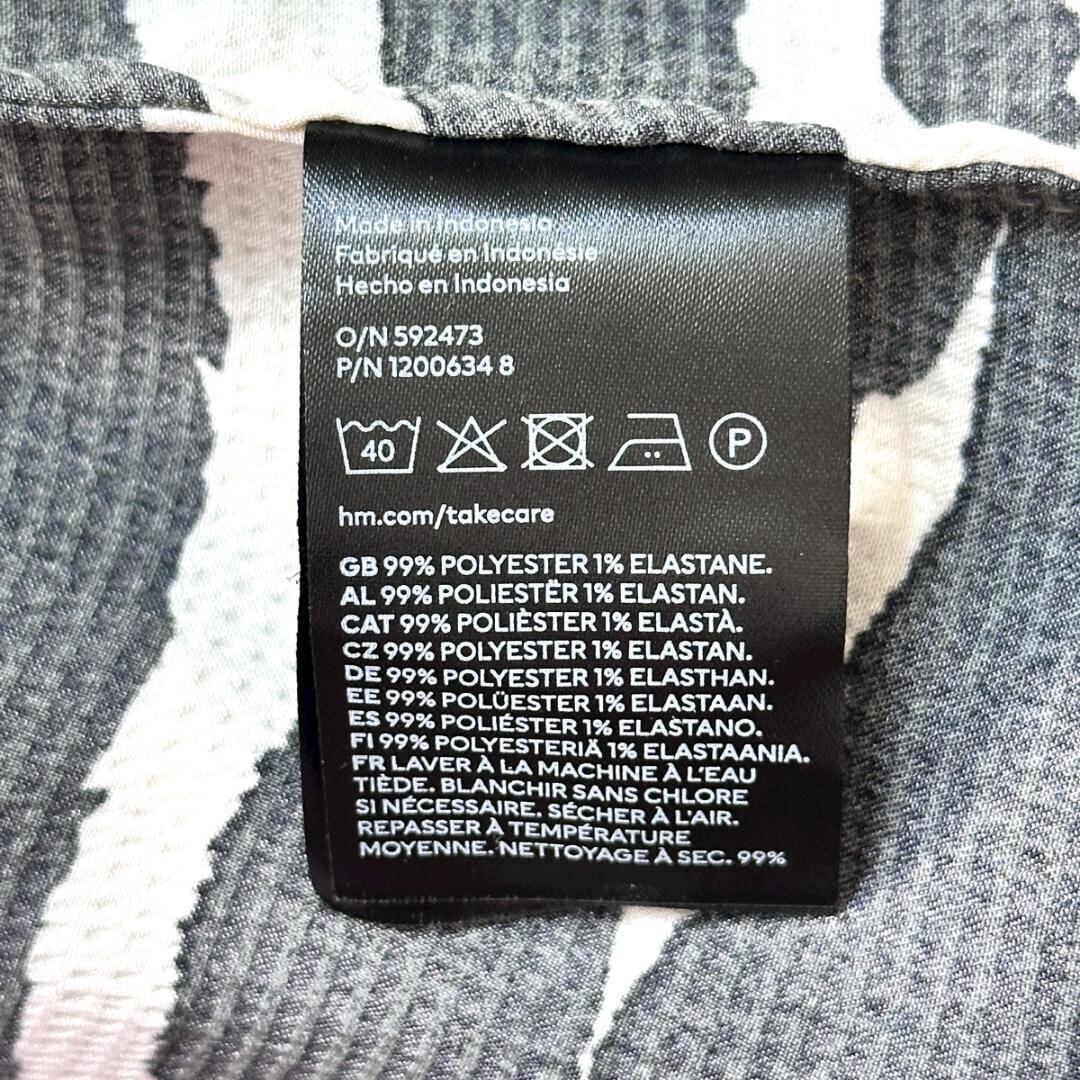 Made in Indonesia
Fabriqué en Indonésie
Hecho en Indonesia
O/N 592473
P/N 1200634 8
40
P
hm.com/takecare
GB 99% POLYESTER 1% ELASTANE.
AL 99% POLIESTËR 1% ELASTAN.
CAT 99% POLIÈSTER 1% ELASTÀ.
CZ 99% POLYESTER 1% ELASTAN.
DE 99% POLYESTER 1% ELASTHAN.
EE 99% POLÜESTER 1% ELASTAAN.
ES 99% POLIÉSTER 1% ELASTANO.
FI 99% POLYESTERIÄ 1% ELASTAANIA.
FR LAVER À LA MACHINE À L'EAU
TIÈDE. BLANCHIR SANS CHLORE
SI NÉCESSAIRE. SÉCHER À L'AIR.
REPASSER À TEMPÉRATURE
MOYENNE. NETTOYAGE À SEC. 99%